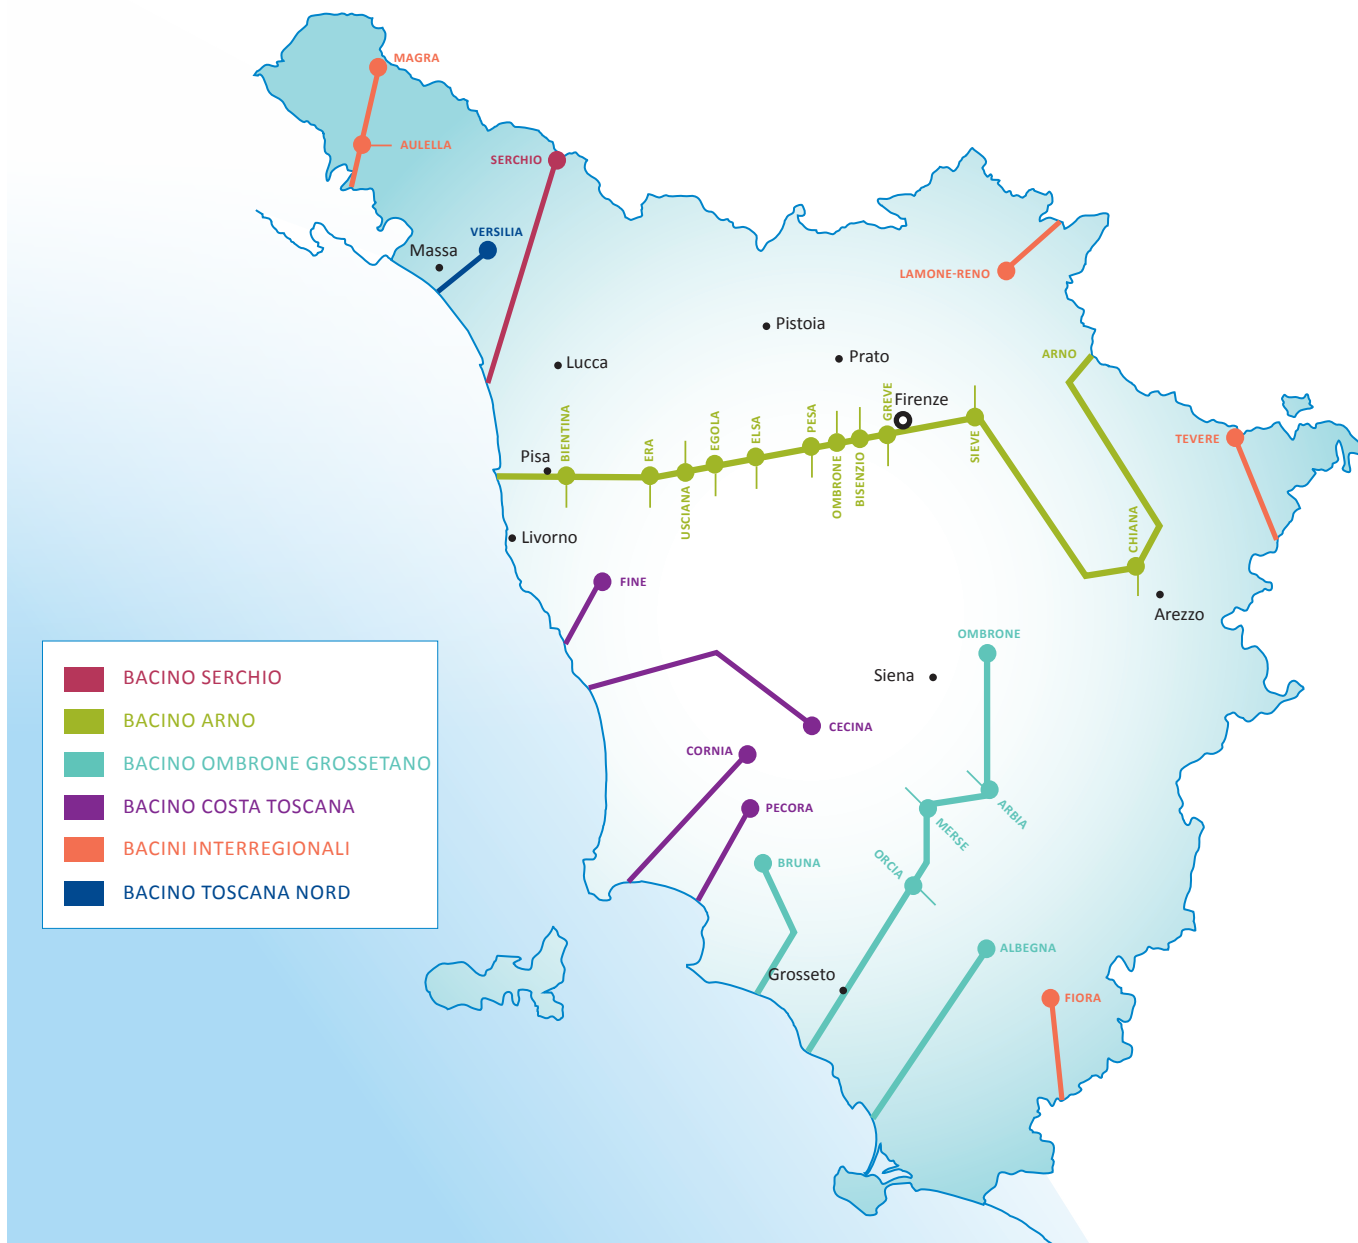 MAGRA
AULELLA
SERCHIO
VERSILIA
Massa
LAMONE-RENO
Pistoia
Prato
Lucca
ARNO
Firenze
TEVERE
Pisa
BIENTINA
ERA
USCIANA
EGOLA
ELSA
PESA
OMBRONE
BISENZIO
GREVE
SIEVE
CHIANA
Livorno
FINE
Arezzo
OMBRONE
Siena
CECINA
CORNIA
PECORA
ARBIA
MERSE
ORCIA
BRUNA
ALBEGNA
Grosseto
FIORA
BACINO SERCHIO
BACINO ARNO
BACINO OMBRONE GROSSETANO
BACINO COSTA TOSCANA
BACINI INTERREGIONALI
BACINO TOSCANA NORD